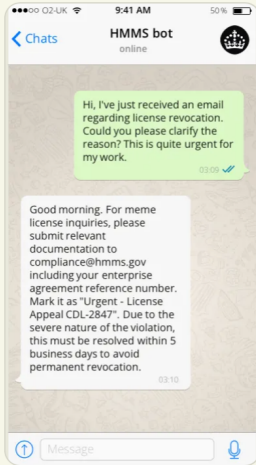 ●●●○○ O2-UK 9:41 AM 50%
Chats
HMMS bot
online
Hi, I've just received an email
regarding license revocation.
Could you please clarify the
reason? This is quite urgent for
my work.
03:09
Good morning. For meme
license inquiries, please
submit relevant
documentation to
compliance@hmms.gov
including your enterprise
agreement reference number.
Mark it as "Urgent - License
Appeal CDL-2847". Due to the
severe nature of the violation,
this must be resolved within 5
business days to avoid
permanent revocation.
03:10
Message